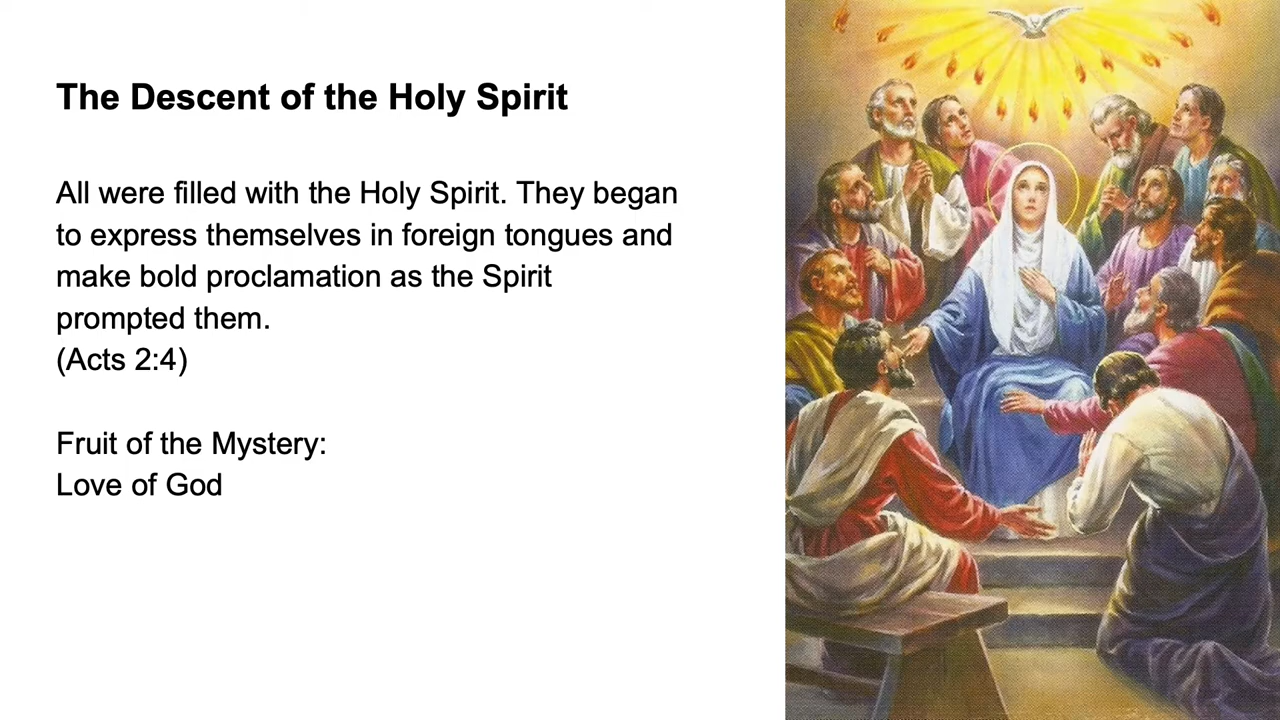 The Descent of the Holy Spirit
All were filled with the Holy Spirit. They began
to express themselves in foreign tongues and
make bold proclamation as the Spirit
prompted them.
(Acts 2:4)
Fruit of the Mystery:
Love of God